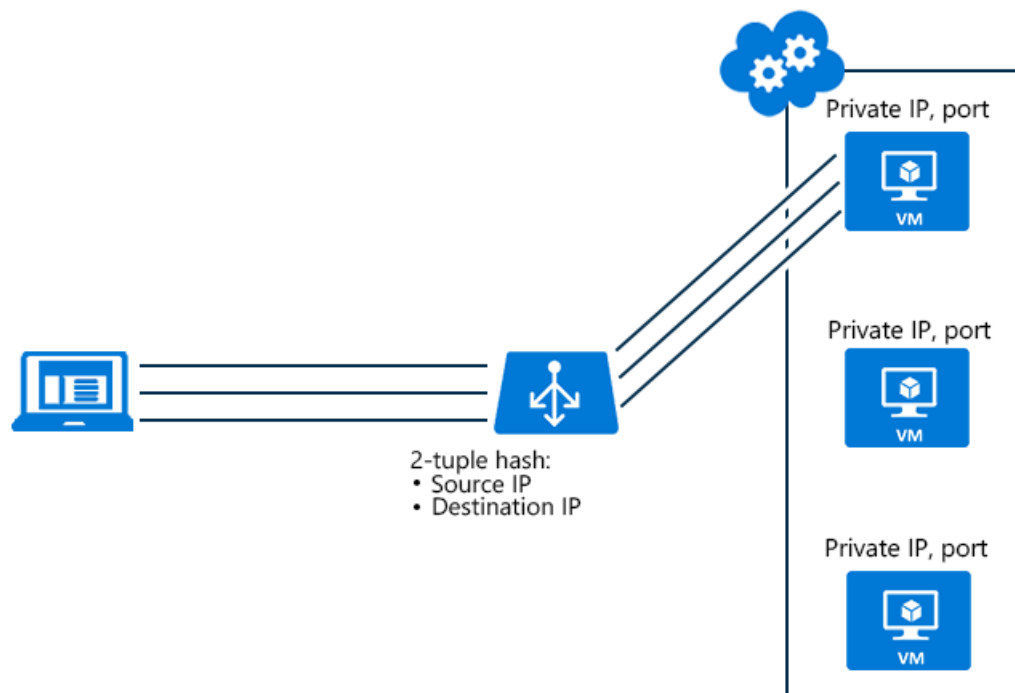 Private IP, port
VM
Private IP, port
VM
2-tuple hash:
• Source IP
• Destination IP
Private IP, port
VM